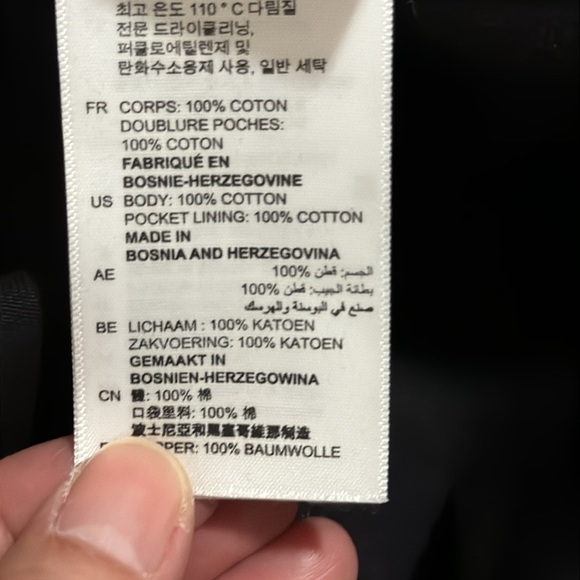 최고 온도 110 ° C 다림질
전문 드라이클리닝,
퍼클로에틸렌제 및
탄화수소용제 사용, 일반 세탁
FR CORPS: 100% COTON
DOUBLURE POCHES:
100% COTON
FABRIQUÉ EN
BOSNIE-HERZEGOVINE
US BODY: 100% COTTON
POCKET LINING: 100% COTTON
MADE IN
BOSNIA AND HERZEGOVINA
AE الجسم: قطن 100%
بطانة الجيب: قطن 100%
صنع في البوسنة والهرسك
BE LICHAAM : 100% KATOEN
ZAKVOERING: 100% KATOEN
GEMAAKT IN
BOSNIEN-HERZEGOWINA
CN 體: 100% 棉
口袋里料: 100% 棉
波士尼亞和黑塞哥維那制造
PER: 100% BAUMWOLLE